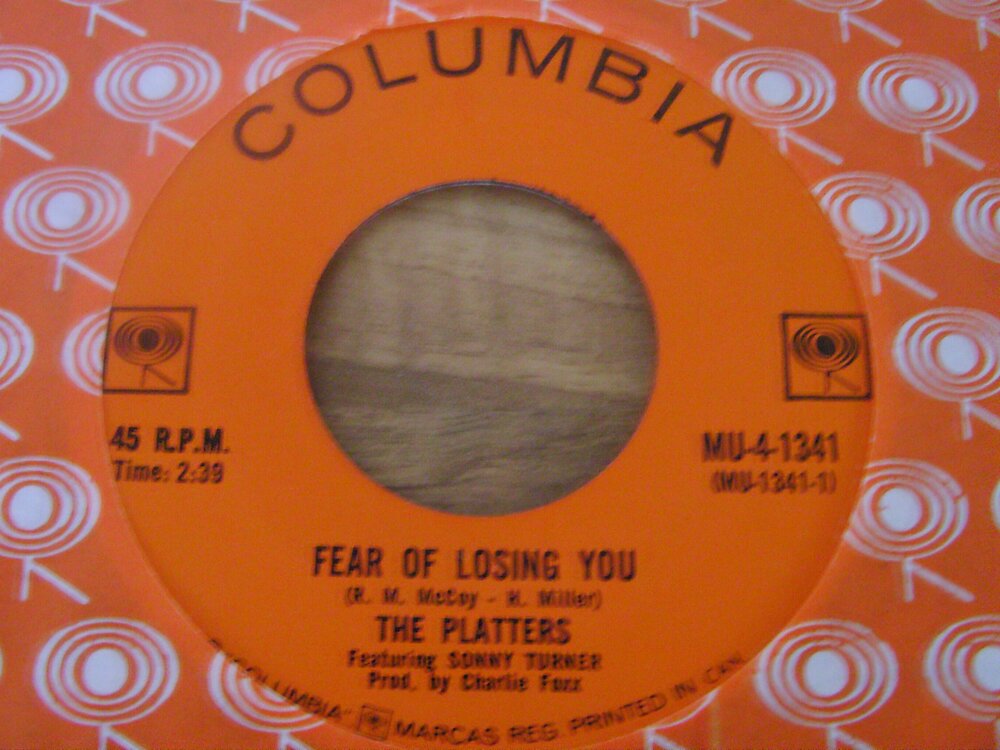 COLUMBIA
45 R.P.M.
Time: 2:39
MU-4-1341
(MU-1341-1)
FEAR OF LOSING YOU
(R. M. McCoy - H. Miller)
THE PLATTERS
Featuring SONNY TURNER
Prod. by Charlie Foxx
"COLUMBIA" MARCAS REG. PRINTED IN